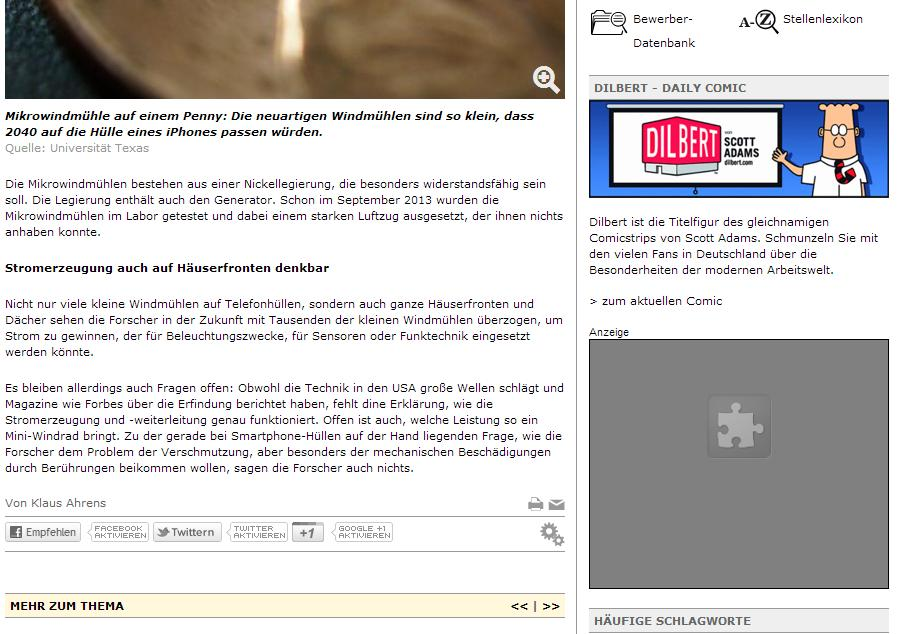 Mikrowindmühle auf einem Penny: Die neuartigen Windmühlen sind so klein, dass
2040 auf die Hülle eines iPhones passen würden.
Quelle: Universität Texas
Die Mikrowindmühlen bestehen aus einer Nickellegierung, die besonders widerstandsfähig sein
soll. Die Legierung enthält auch den Generator. Schon im September 2013 wurden die
Mikrowindmühlen im Labor getestet und dabei einem starken Luftzug ausgesetzt, der ihnen nichts
anhaben konnte.
Stromerzeugung auch auf Häuserfronten denkbar
Nicht nur viele kleine Windmühlen auf Telefonhüllen, sondern auch ganze Häuserfronten und
Dächer sehen die Forscher in der Zukunft mit Tausenden der kleinen Windmühlen überzogen, um
Strom zu gewinnen, der für Beleuchtungszwecke, für Sensoren oder Funktechnik eingesetzt
werden könnte.
Es bleiben allerdings auch Fragen offen: Obwohl die Technik in den USA große Wellen schlägt und
Magazine wie Forbes über die Erfindung berichtet haben, fehlt dine Erklärung, wie die
Stromerzeugung und -weiterleitung genau funktioniert. Offen ist auch, welche Leistung so ein
Mini-Windrad bringt. Zu der gerade bei Smartphone-Hüllen auf der Hand liegenden Frage, wie die
Forscher dem Problem der Verschmutzung, aber besonders der mechanischen Beschädigungen
durch Berührungen beikommen wollen, sagen die Forscher auch nichts.
Von Klaus Ahrens
Empfehlen FACEBOOK AKTIVIEREN Twittern TWITTER AKTIVIEREN +1 GOOGLE +1 AKTIVIEREN
MEHR ZUM THEMA << | >>
Bewerber-
Datenbank
A-Z Stellenlexikon
DILBERT - DAILY COMIC
DILBERT von SCOTT ADAMS dilbert.com
Dilbert ist die Titelfigur des gleichnamigen
Comicstrips von Scott Adams. Schmunzeln Sie mit
den vielen Fans in Deutschland über die
Besonderheiten der modernen Arbeitswelt.
> zum aktuellen Comic
Anzeige
HÄUFIGE SCHLAGWORTE